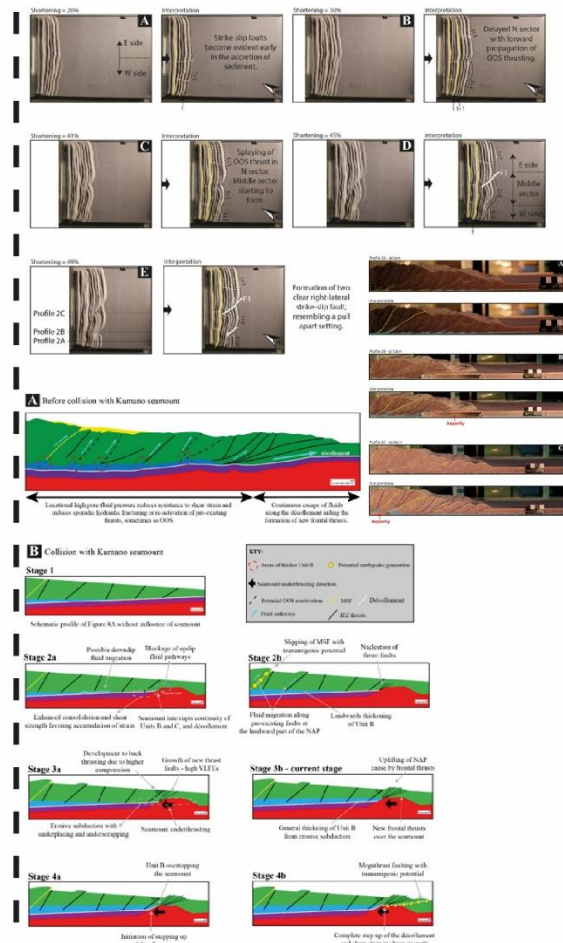 Shortening = 20%
A
E side
W side
Interpretation
Strike-slip faults
become evident early
in the accretion of
sediment.
Shortening = 30%
B
Interpretation
Delayed N sector
with forward
propagation of
OOS thrusting.
Shortening = 41%
C
Interpretation
Splaying of
OOS thrust in
N sector.
Middle sector
starting to
form.
Shortening = 45%
D
Interpretation
F1
E side
Middle
sector
W side
Shortening = 49%
E
Profile 2C
Profile 2B
Profile 2A
Interpretation
F1
Formation of two
clear right-lateral
strike-slip fault,
resembling a pull
apart setting.
Asperity
Asperity
A Before collision with Kumano seamount
décollement
Locational high pore-fluid pressure reduces resistance to shear strain and
induces sporadic hydraulic fracturing or re-activation of pre-existing
thrusts, sometimes as OOS.
Continuous escape of fluids
along the décollement aiding the
formation of new frontal thrusts.
B Collision with Kumano seamount
KEY:
Areas of thicker Unit B
Potential earthquake generation
Seamount underthrusting direction
Potential OOS reactivation
MSF
Décollement
Fluid pathways
ITZ thrusts
Stage 1
Schematic profile of Figure 8A without influence of seamount
Stage 2a
Possible downdip
fluid migration
Blockage of updip
fluid pathways
Enhanced consolidation and shear
strength favoring accumulation of strain
Seamount interrupts continuity of
Units B and C, and décollement
Stage 2b
Slipping of MSF with
tsunamogenic potential
Nucleation of
thrust faults
Fluid migration along
pre-existing faults at
the landward part of the NAP
Landwards thickening
of Unit B
Stage 3a
Development to back
thrusting due to higher
compression
Growth of new thrust
faults - high VLFEs
Erosive subduction with
underplating and underscrapping
Seamount underthrusting
Stage 3b - current stage
Uplifting of NAP
cause by frontal thrusts
General thickening of Unit B
from erosive subduction
New frontal thrusts
over the seamount
Stage 4a
Unit B overtopping
the seamount
Initiation of stepping up
Stage 4b
Megathrust faulting with
tsunamogenic potential
Complete step up of the décollement